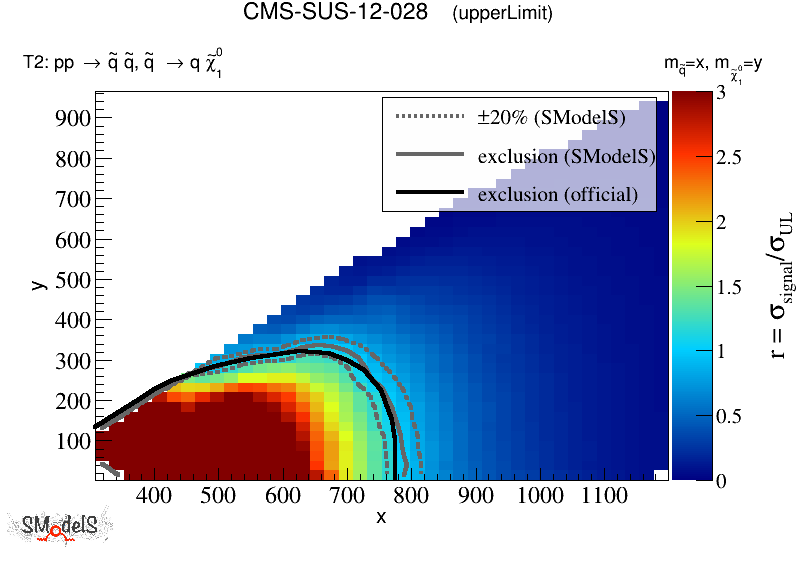 CMS-SUS-12-028 (upperLimit)
T2: pp → q̃ q̃, q̃ → q χ̃₁⁰
m_q̃=x, m_χ̃₁⁰=y
±20% (SModelS)
exclusion (SModelS)
exclusion (official)
900
800
700
600
500
400
300
200
100
y
400 500 600 700 800 900 1000 1100
x
3
2.5
2
1.5
1
0.5
0
r = σ_signal/σ_UL
SModelS